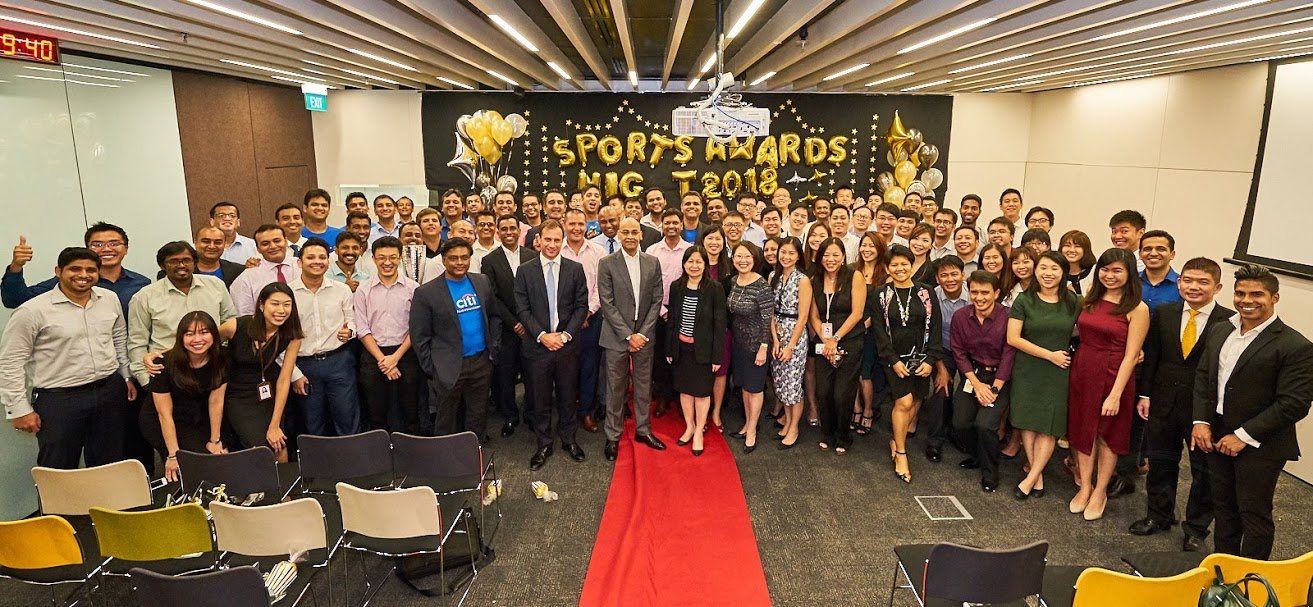 9:40
EXIT
SPORTS AWARDS
NIG T 2018
citi